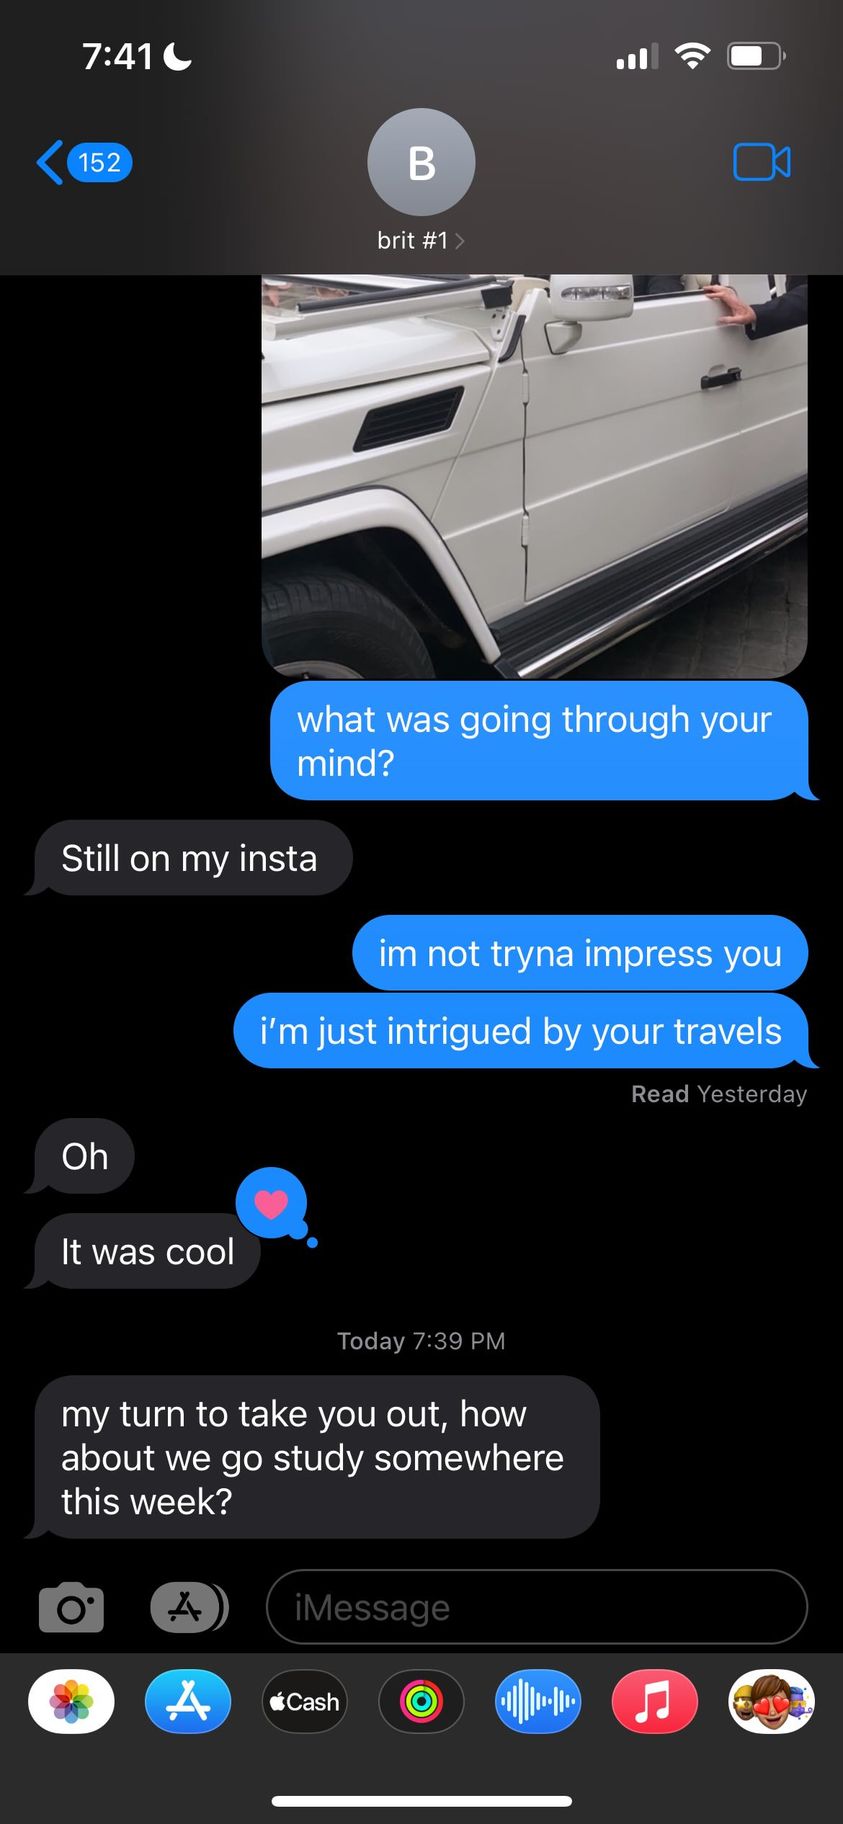 7:41
152
B
brit #1
what was going through your
mind?
Still on my insta
im not tryna impress you
i’m just intrigued by your travels
Read Yesterday
Oh
It was cool
Today 7:39 PM
my turn to take you out, how
about we go study somewhere
this week?
iMessage
Cash